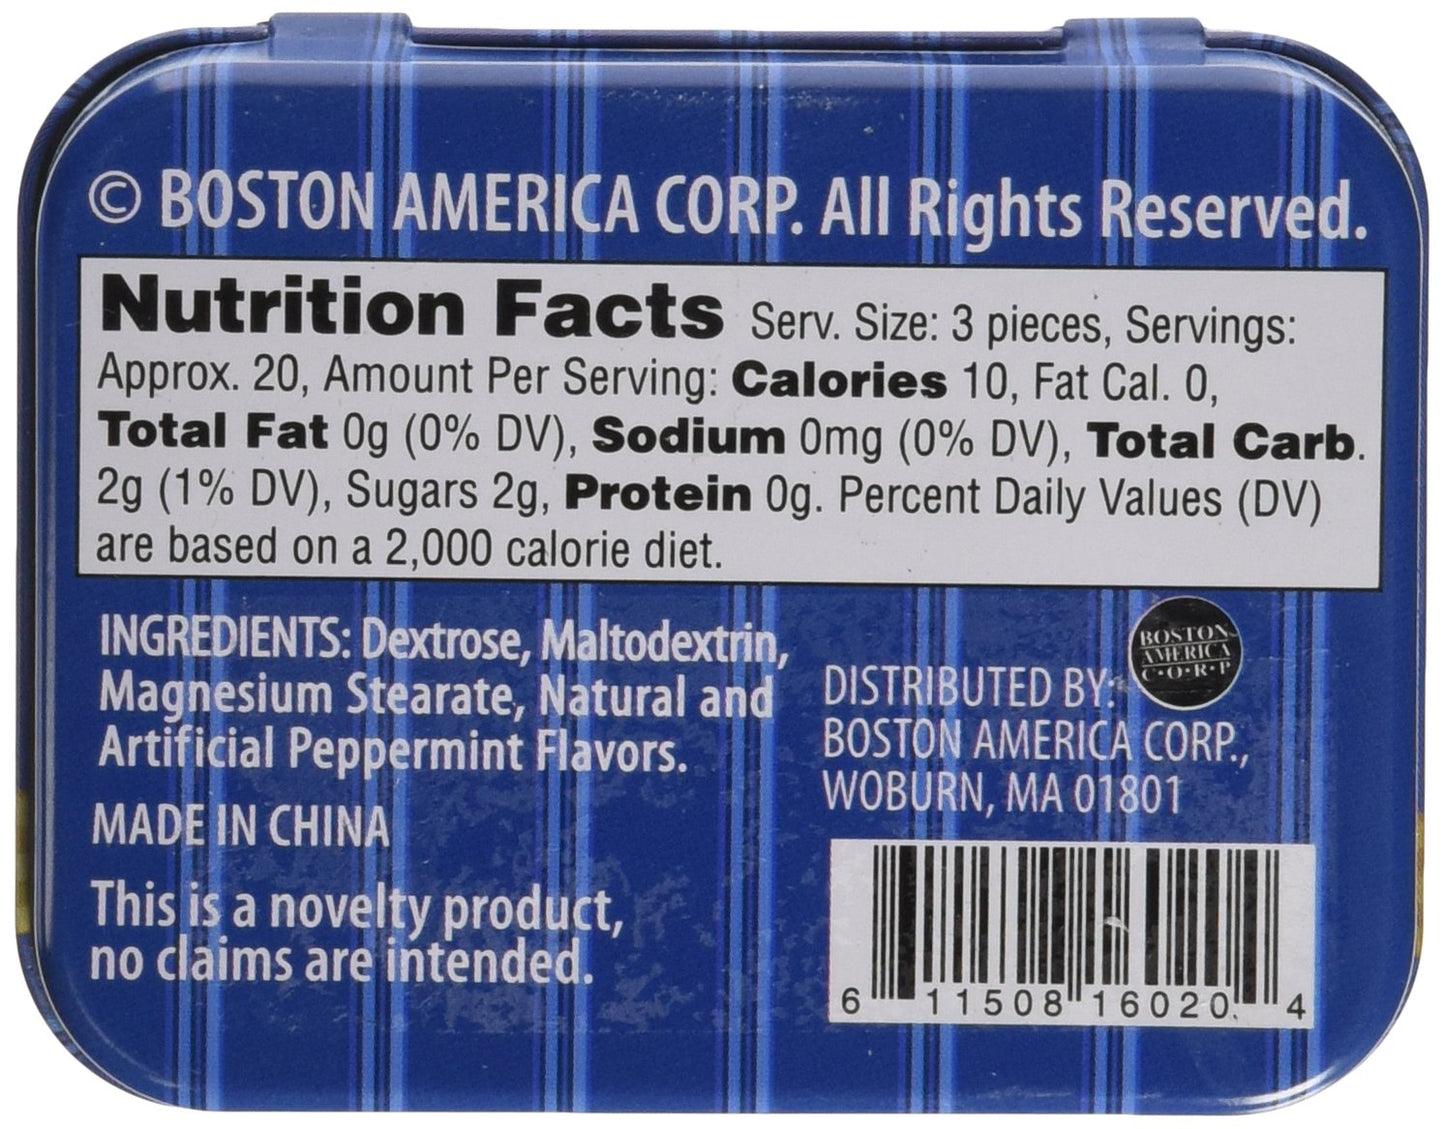 © BOSTON AMERICA CORP. All Rights Reserved.
Nutrition Facts Serv. Size: 3 pieces, Servings:
Approx. 20, Amount Per Serving: Calories 10, Fat Cal. 0,
Total Fat 0g (0% DV), Sodium 0mg (0% DV), Total Carb.
2g (1% DV), Sugars 2g, Protein 0g. Percent Daily Values (DV)
are based on a 2,000 calorie diet.
INGREDIENTS: Dextrose, Maltodextrin,
Magnesium Stearate, Natural and
Artificial Peppermint Flavors.
MADE IN CHINA
This is a novelty product,
no claims are intended.
BOSTON
AMERICA
C•O•R•P
DISTRIBUTED BY:
BOSTON AMERICA CORP.,
WOBURN, MA 01801
6 11508 16020 4